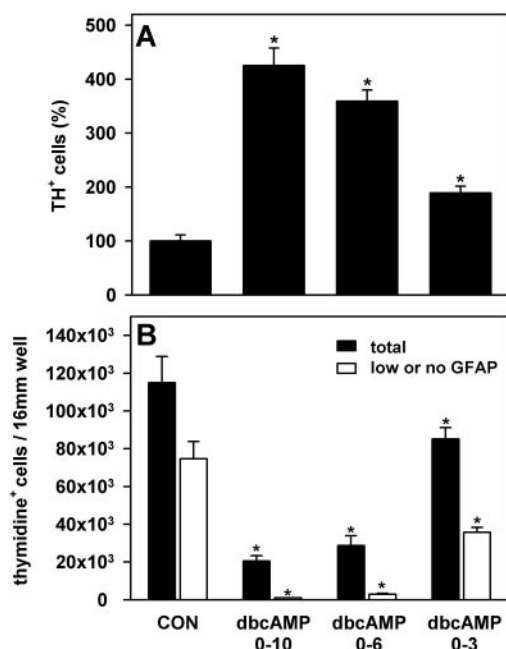 A
500
400
300
200
100
0
TH⁺ cells (%)
B
140x10³
120x10³
100x10³
80x10³
60x10³
40x10³
20x10³
0
thymidine⁺ cells / 16mm well
total
low or no GFAP
* * *
* * * * * *
CON dbcAMP dbcAMP dbcAMP
0-10 0-6 0-3